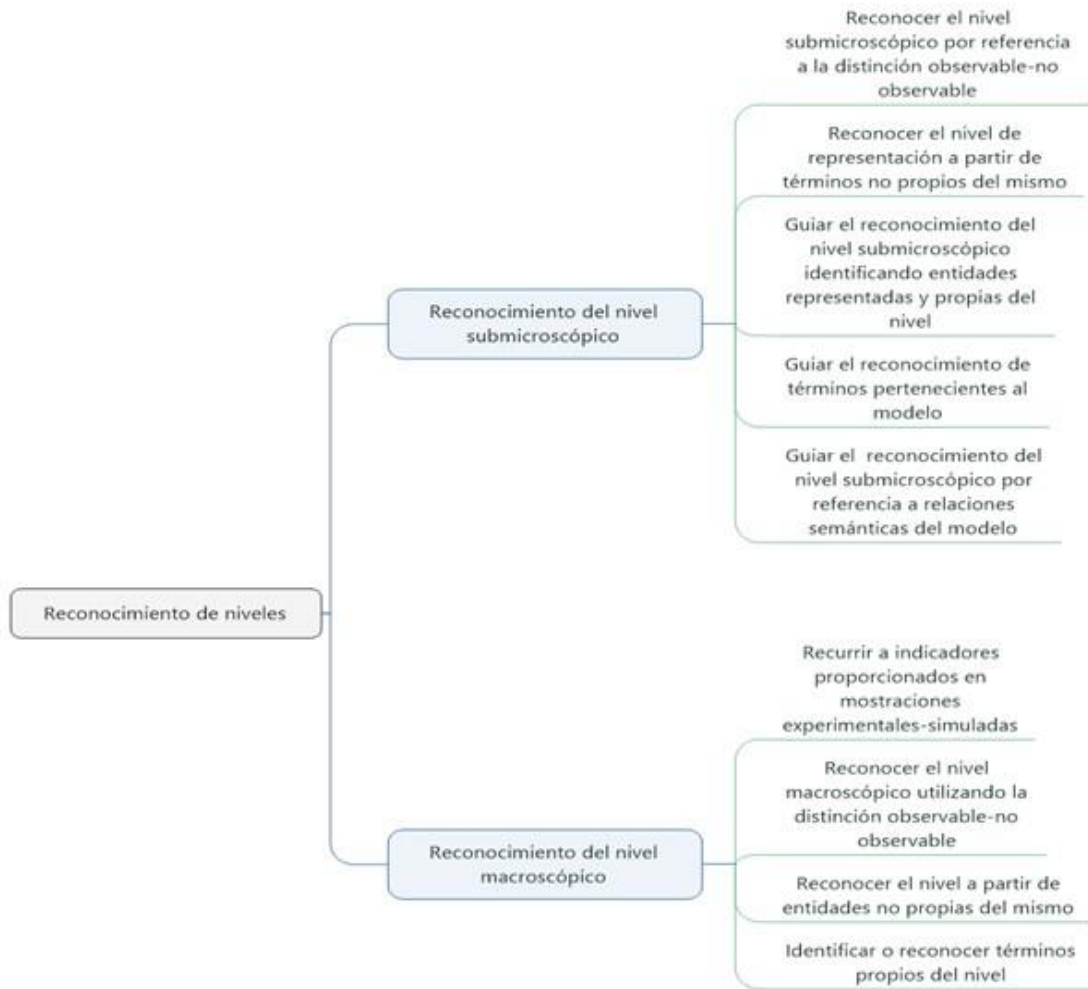 Reconocer el nivel
submicroscópico por referencia
a la distinción observable-no
observable
Reconocer el nivel de
representación a partir de
términos no propios del mismo
Guiar el reconocimiento del
nivel submicroscópico
identificando entidades
representadas y propias del
nivel
Reconocimiento del nivel
submicroscópico
Guiar el reconocimiento de
términos pertenecientes al
modelo
Guiar el reconocimiento del
nivel submicroscópico por
referencia a relaciones
semánticas del modelo
Reconocimiento de niveles
Recurrir a indicadores
proporcionados en
mostraciones
experimentales-simuladas
Reconocer el nivel
macroscópico utilizando la
distinción observable-no
observable
Reconocimiento del nivel
macroscópico
Reconocer el nivel a partir de
entidades no propias del mismo
Identificar o reconocer términos
propios del nivel